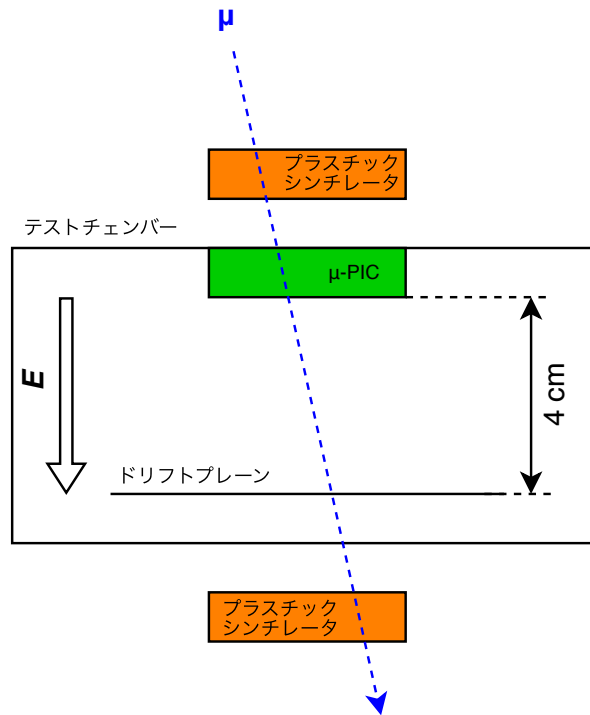 μ
プラスチック
シンチレータ
テストチェンバー
μ-PIC
E
4 cm
ドリフトプレーン
プラスチック
シンチレータ